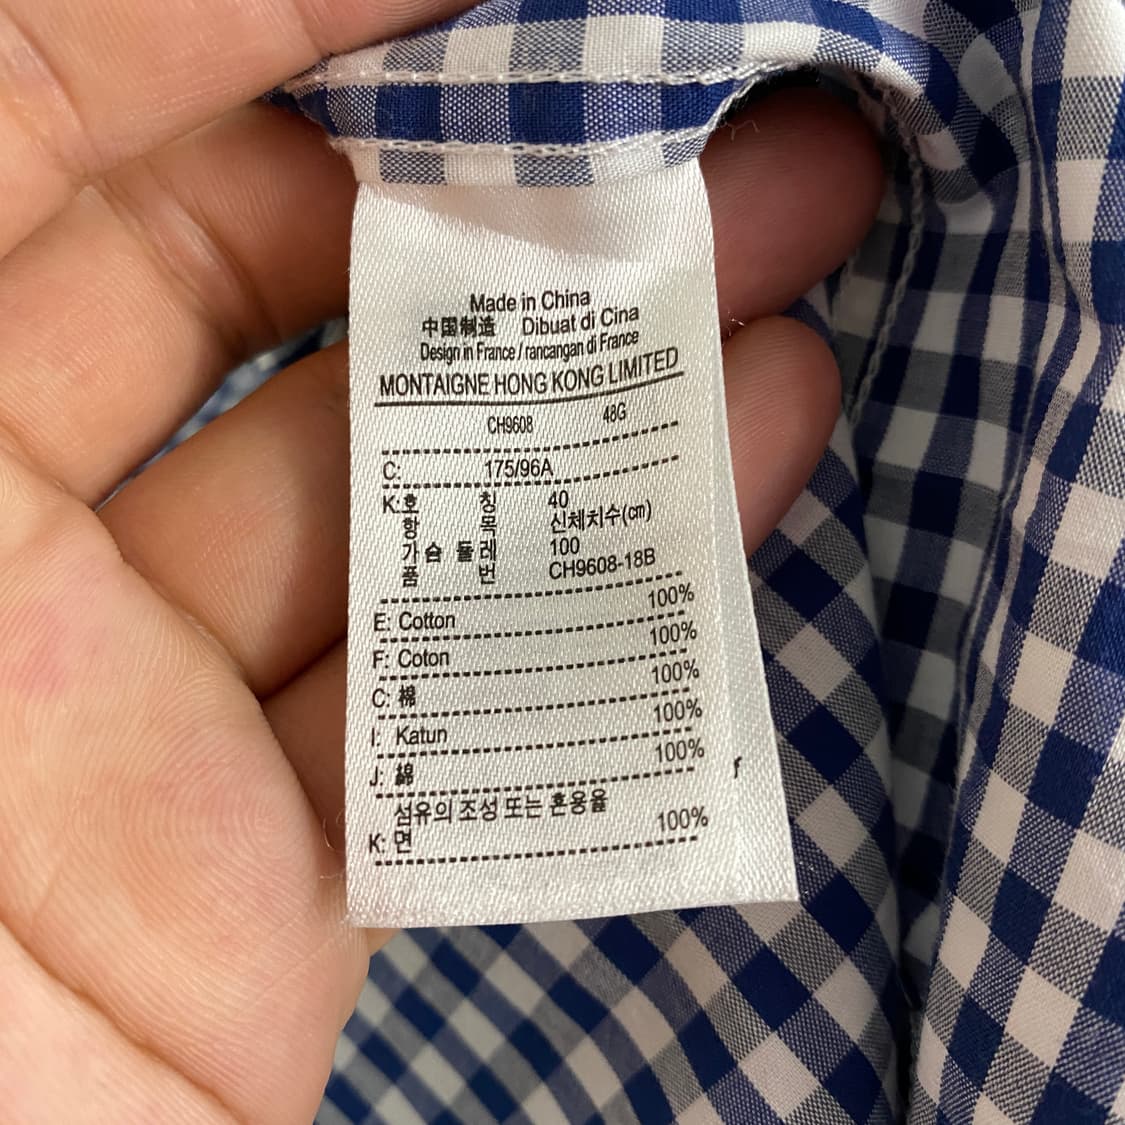 Made in China
中国制造 Dibuat di Cina
Design in France / rancangan di France
MONTAIGNE HONG KONG LIMITED
CH9608 48G
C: 175/96A
K:호 칭 40
항 목 신체치수(cm)
가 슴 둘 레 100
품 번 CH9608-18B
E: Cotton 100%
F: Coton 100%
C: 棉 100%
I: Katun 100%
J: 綿 100%
섬유의 조성 또는 혼용율
K: 면 100%